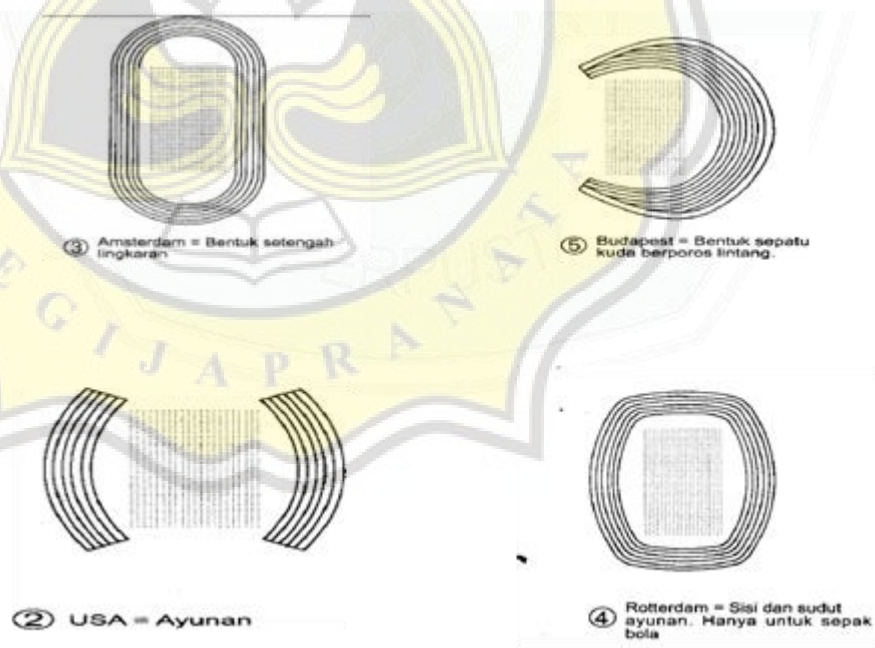 ③ Amsterdam = Bentuk setengah
lingkaran
⑤ Budapest = Bentuk sepatu
kuda berporos lintang.
E GIJAPRANATA
② USA = Ayunan
④ Rotterdam = Sisi dan sudut
ayunan. Hanya untuk sepak
bola